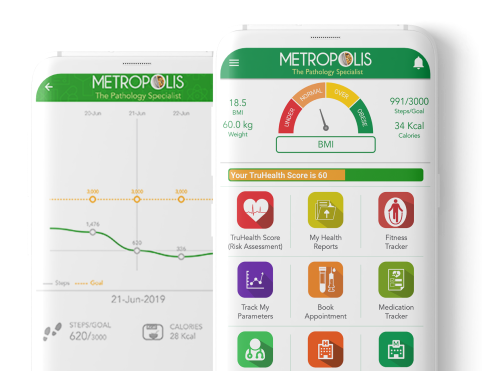 METROPOLIS
The Pathology Specialist
20-Jun
21-Jun
22-Jun
3,000
3,000
3,000
1,476
620
206
Steps
Goal
21-Jun-2019
STEPS/GOAL
620/3000
CALORIES
28 Kcal
METROPOLIS
The Pathology Specialist
18.5
BMI
60.0 kg
Weight
UNDER
NORMAL
OVER
OBESE
BMI
991/3000
Steps/Goal
34 Kcal
Calories
Your TruHealth Score is 60
TruHealth Score
(Risk Assessment)
My Health
Reports
Fitness
Tracker
Track My
Parameters
Book
Appointment
Medication
Tracker